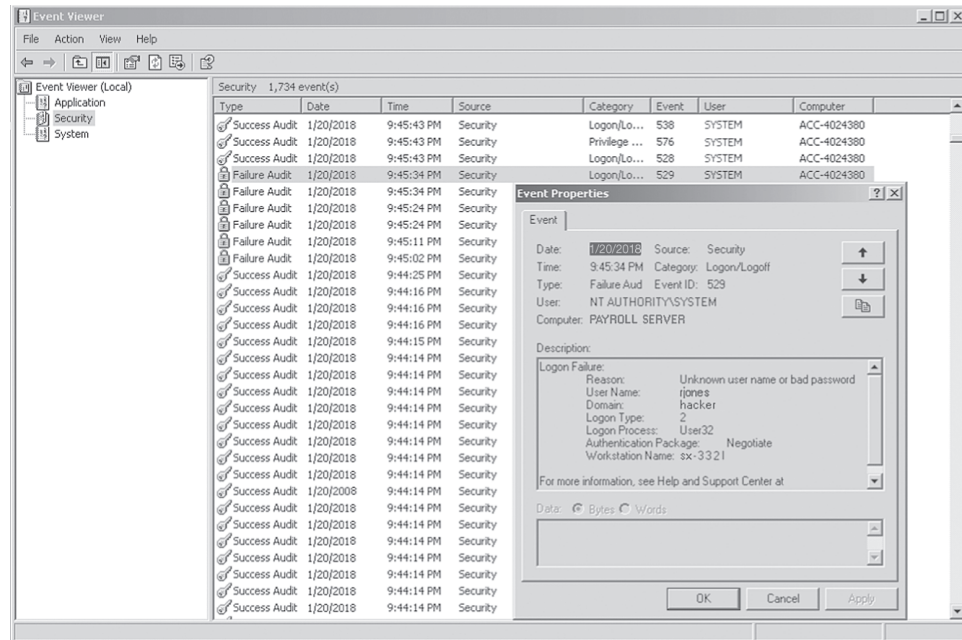 Event Viewer
File Action View Help
Event Viewer (Local)
Application
Security
System
Security 1,734 event(s)
Type Date Time Source Category Event User Computer
Success Audit 1/20/2018 9:45:43 PM Security Logon/Lo... 538 SYSTEM ACC-4024380
Success Audit 1/20/2018 9:45:43 PM Security Privilege ... 576 SYSTEM ACC-4024380
Success Audit 1/20/2018 9:45:43 PM Security Logon/Lo... 528 SYSTEM ACC-4024380
Failure Audit 1/20/2018 9:45:34 PM Security Logon/Lo... 529 SYSTEM ACC-4024380
Failure Audit 1/20/2018 9:45:34 PM Security
Failure Audit 1/20/2018 9:45:24 PM Security
Failure Audit 1/20/2018 9:45:24 PM Security
Failure Audit 1/20/2018 9:45:11 PM Security
Failure Audit 1/20/2018 9:45:02 PM Security
Success Audit 1/20/2018 9:44:25 PM Security
Success Audit 1/20/2018 9:44:16 PM Security
Success Audit 1/20/2018 9:44:16 PM Security
Success Audit 1/20/2018 9:44:16 PM Security
Success Audit 1/20/2018 9:44:15 PM Security
Success Audit 1/20/2018 9:44:14 PM Security
Success Audit 1/20/2018 9:44:14 PM Security
Success Audit 1/20/2018 9:44:14 PM Security
Success Audit 1/20/2018 9:44:14 PM Security
Success Audit 1/20/2018 9:44:14 PM Security
Success Audit 1/20/2018 9:44:14 PM Security
Success Audit 1/20/2018 9:44:14 PM Security
Success Audit 1/20/2018 9:44:14 PM Security
Success Audit 1/20/2008 9:44:14 PM Security
Success Audit 1/20/2018 9:44:14 PM Security
Success Audit 1/20/2018 9:44:14 PM Security
Success Audit 1/20/2018 9:44:14 PM Security
Success Audit 1/20/2018 9:44:14 PM Security
Success Audit 1/20/2018 9:44:14 PM Security
Success Audit 1/20/2018 9:44:14 PM Security
Success Audit 1/20/2018 9:44:14 PM Security
Event Properties
Event
Date: 1/20/2018 Source: Security
Time: 9:45:34 PM Category: Logon/Logoff
Type: Failure Aud Event ID: 529
User: NT AUTHORITY\SYSTEM
Computer: PAYROLL SERVER
Description:
Logon Failure:
Reason: Unknown user name or bad password
User Name: rjones
Domain: hacker
Logon Type: 2
Logon Process: User32
Authentication Package: Negotiate
Workstation Name: sx-3321
For more information, see Help and Support Center at
Data: Bytes Words
OK Cancel Apply